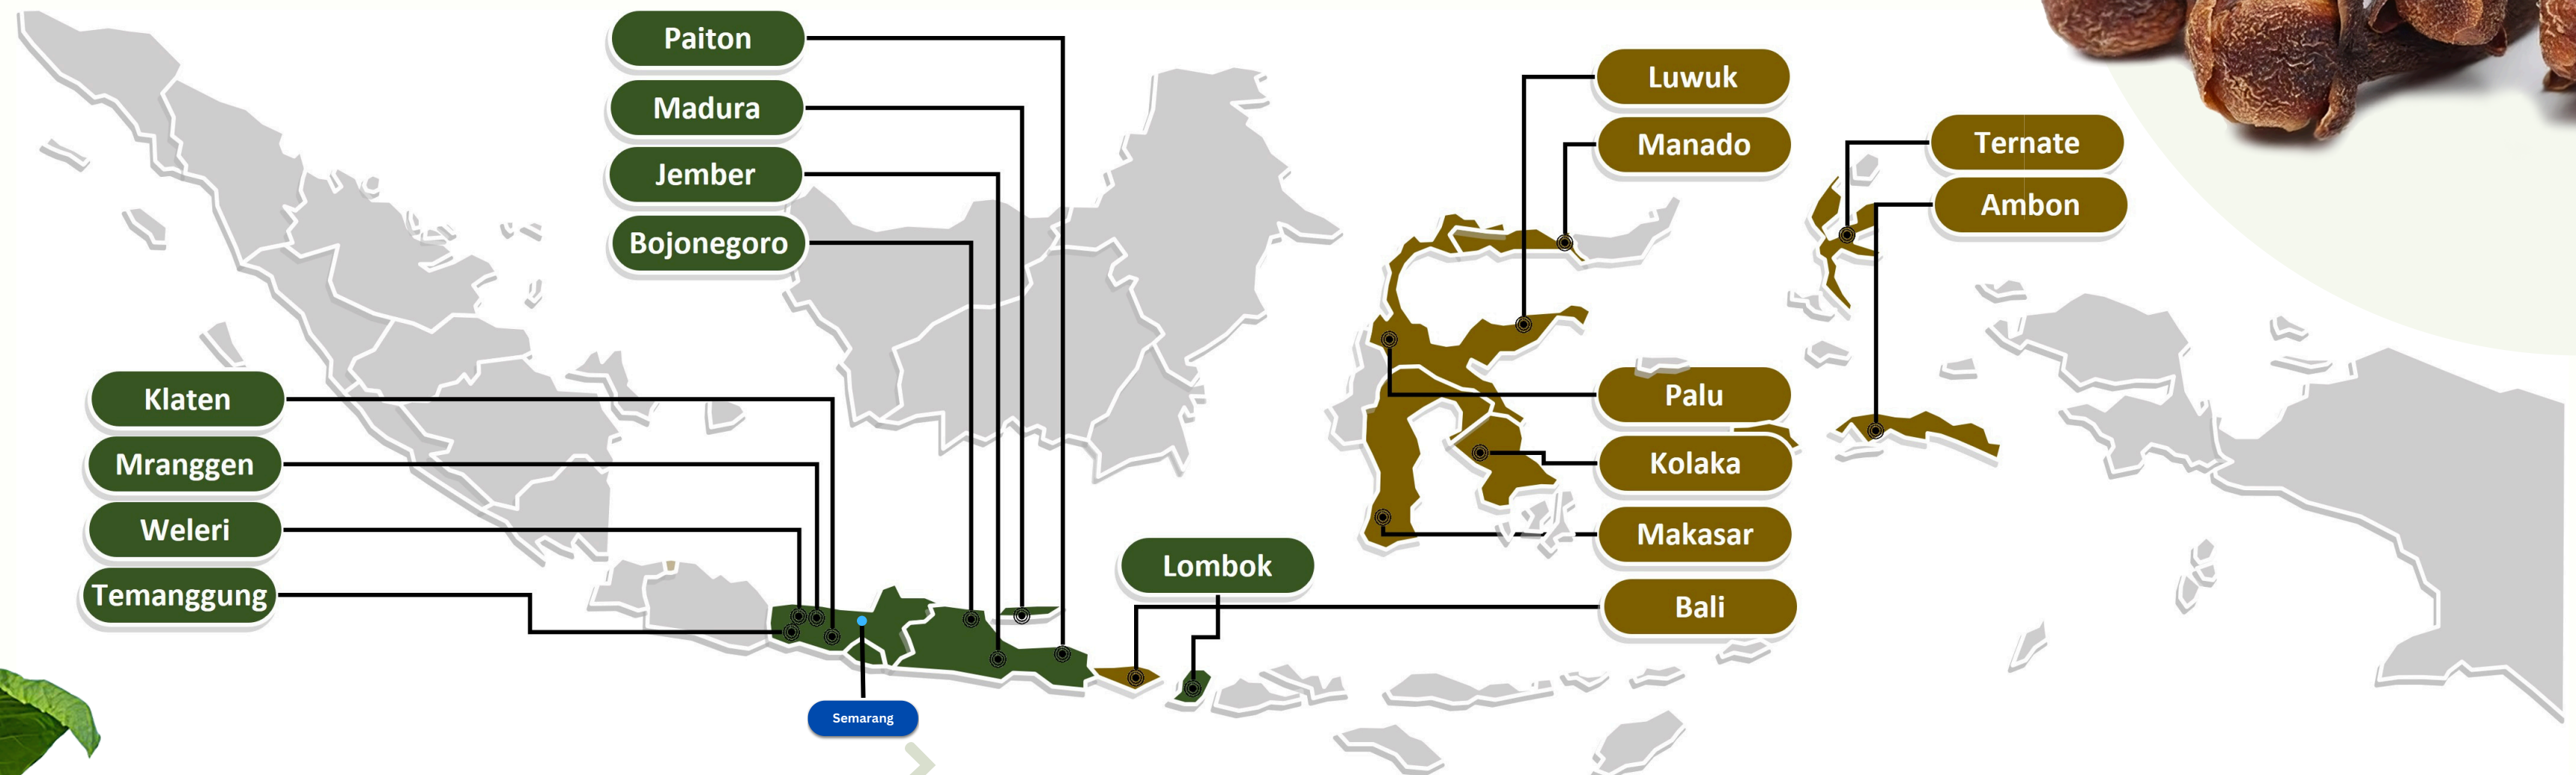 Paiton
Madura
Jember
Bojonegoro
Klaten
Mranggen
Weleri
Temanggung
Semarang
Lombok
Luwuk
Manado
Palu
Kolaka
Makasar
Bali
Ternate
Ambon